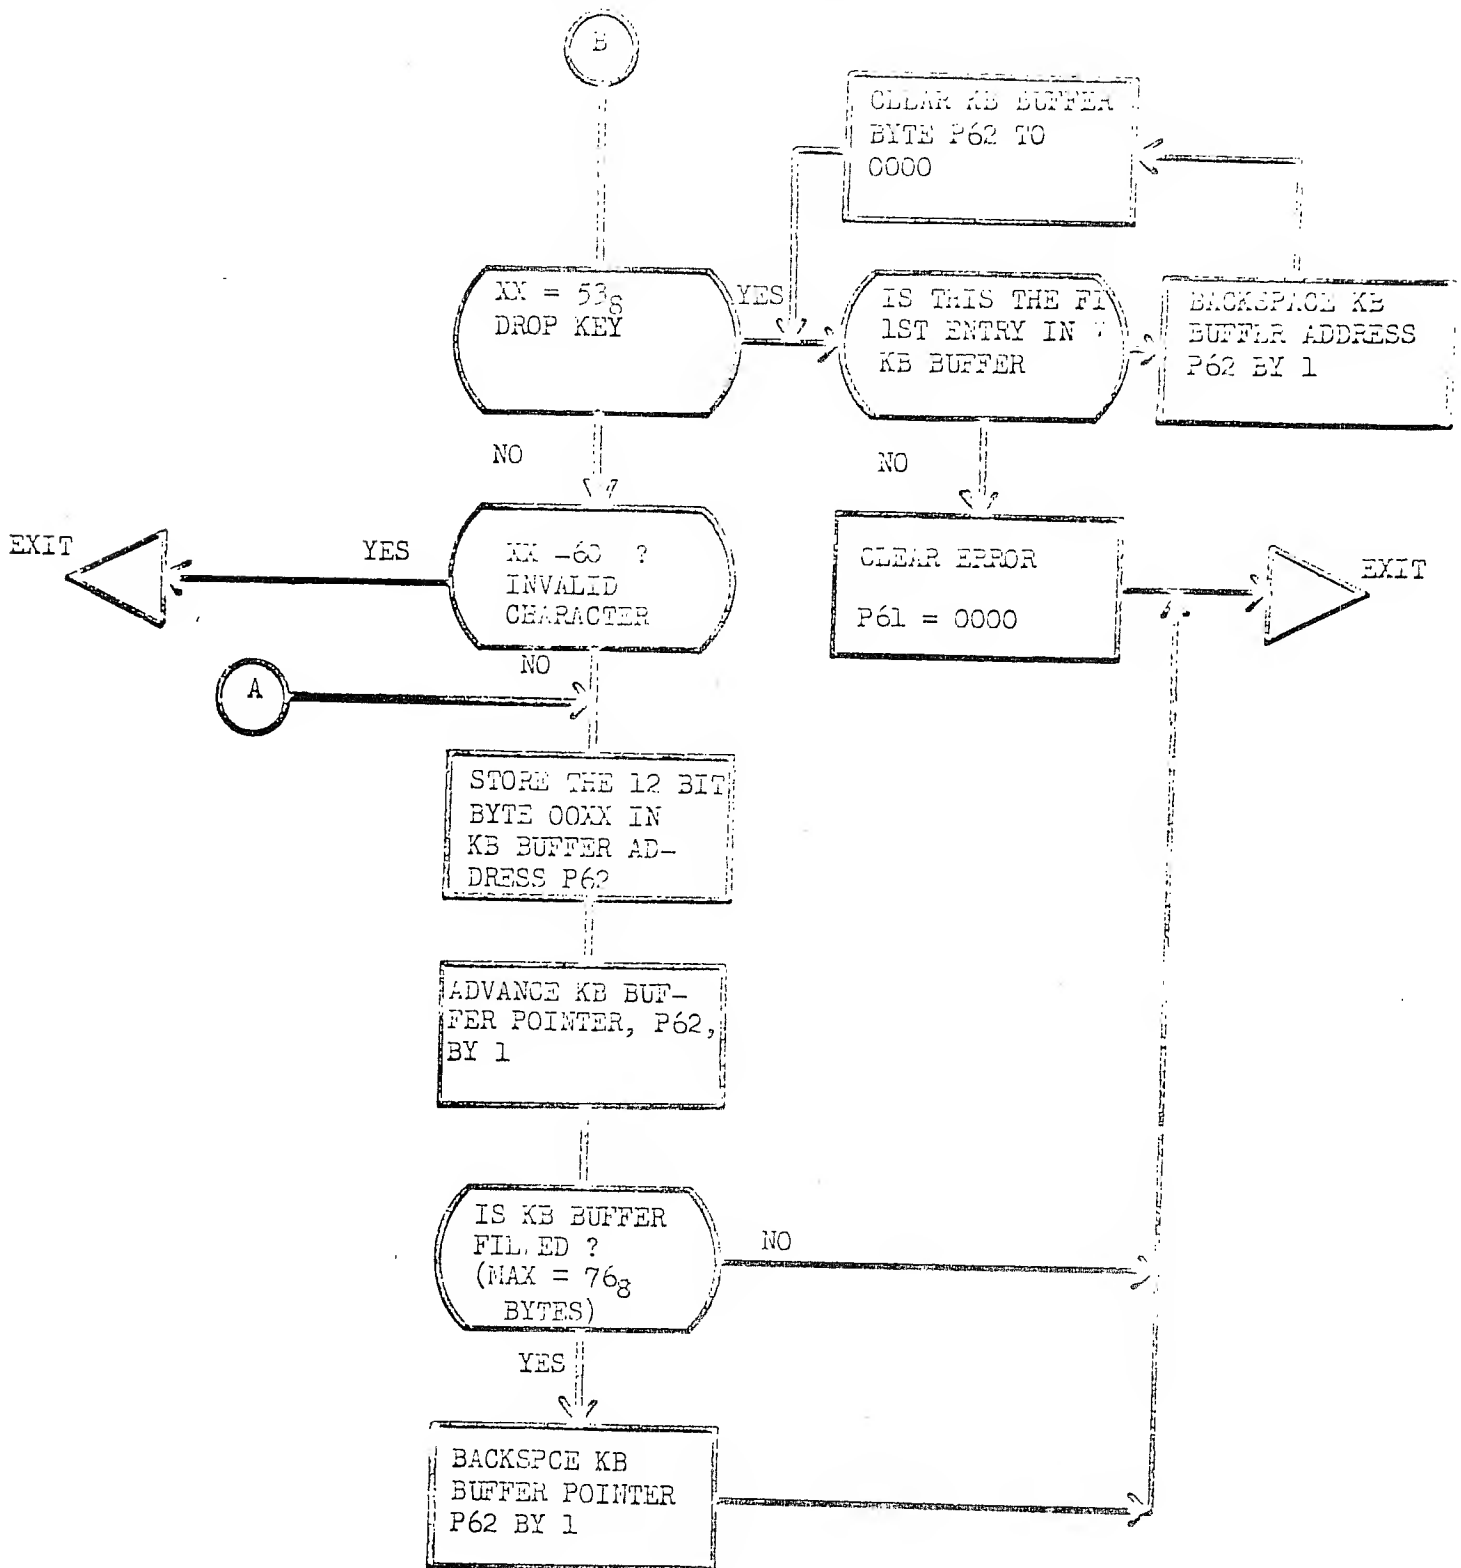 B
CLEAR KB BUFFER
BYTE P62 TO
0000
XX = 53₈
DROP KEY
YES
IS THIS THE
1ST ENTRY IN
KB BUFFER
BACKSPACE KB
BUFFER ADDRESS
P62 BY 1
NO
NO
EXIT
YES
XX -60 ?
INVALID
CHARACTER
CLEAR ERROR
P61 = 0000
EXIT
NO
A
STORE THE 12 BIT
BYTE 00XX IN
KB BUFFER AD-
DRESS P62
ADVANCE KB BUF-
FER POINTER, P62,
BY 1
IS KB BUFFER
FILLED ?
(MAX = 76₈
BYTES)
NO
YES
BACKSPCE KB
BUFFER POINTER
P62 BY 1